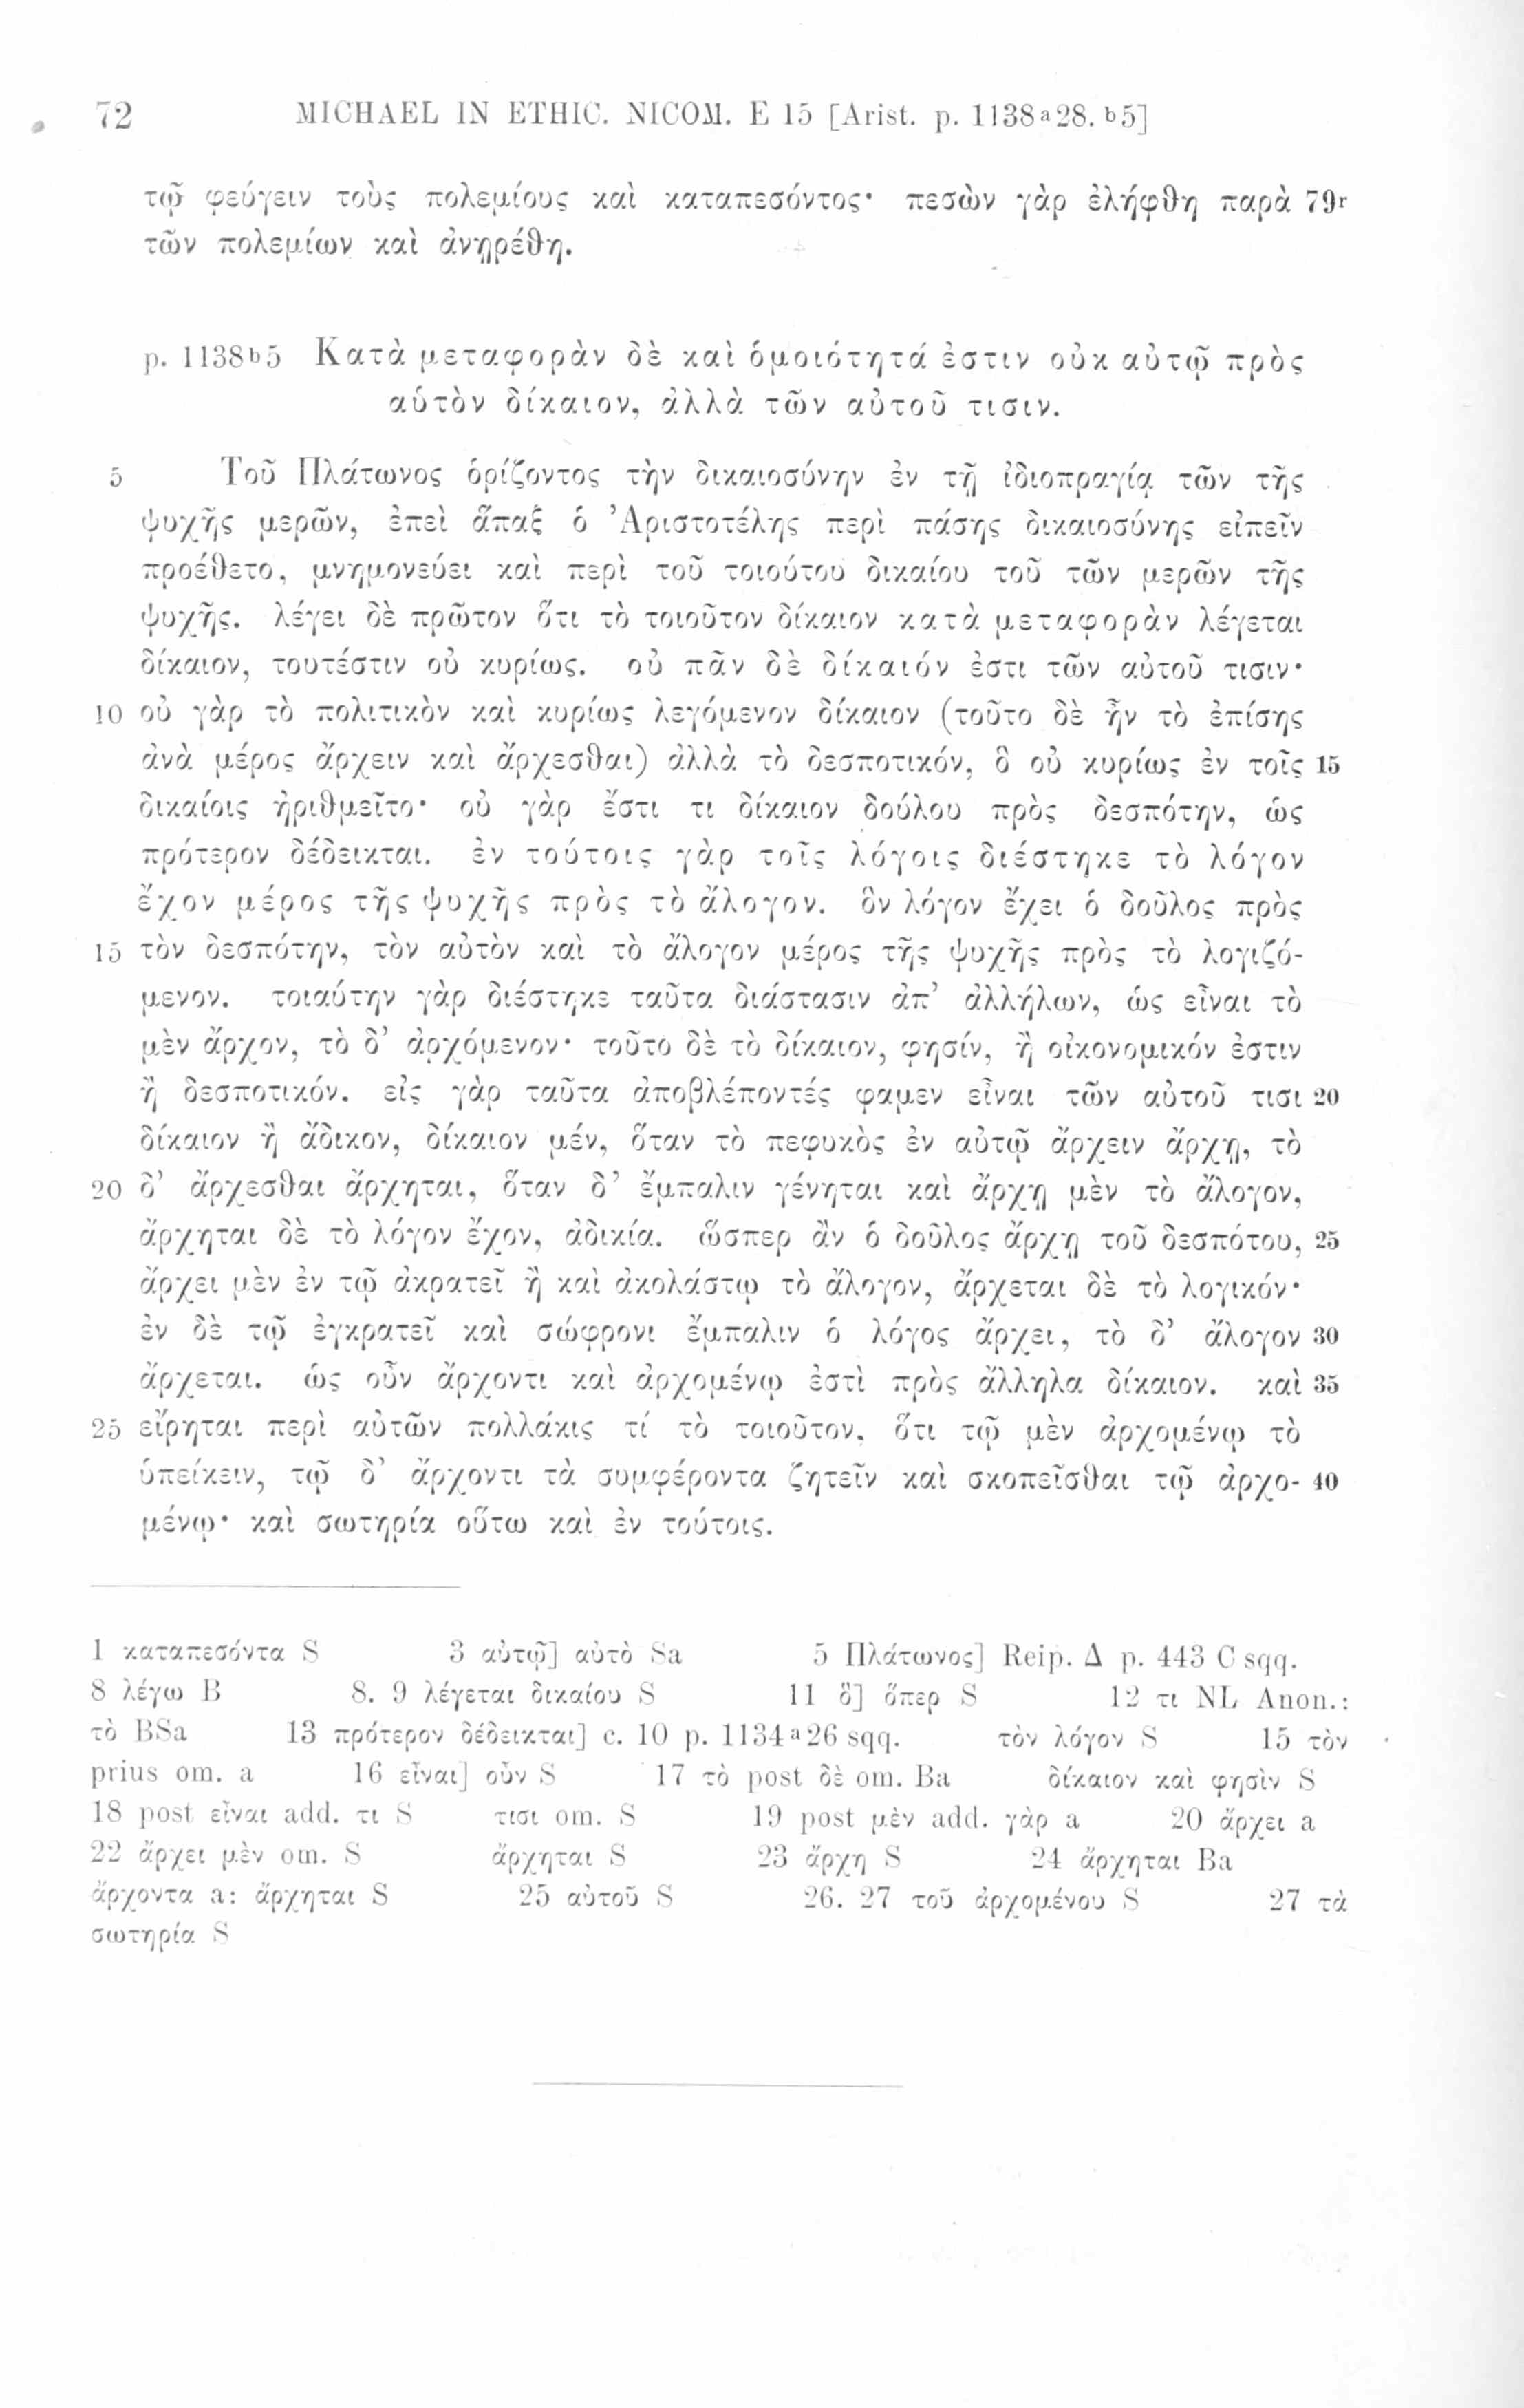 72 MICHAEL IN ETHIC. NICOM. E 15 [Arist. p. 1138a28. b5]
τῷ φεύγειν τοὺς πολεμίους καὶ καταπεσόντος· πεσὼν γὰρ ἐλήφθη παρὰ 79r
τῶν πολεμίων καὶ ἀνῃρέθη.
p. 1138b5 Κατὰ μεταφορὰν δὲ καὶ ὁμοιότητά ἐστιν οὐκ αὐτῷ πρὸς
αὑτὸν δίκαιον, ἀλλὰ τῶν αὐτοῦ τισιν.
5 Τοῦ Πλάτωνος ὁρίζοντος τὴν δικαιοσύνην ἐν τῇ ἰδιοπραγίᾳ τῶν τῆς
ψυχῆς μερῶν, ἐπεὶ ἅπαξ ὁ Ἀριστοτέλης περὶ πάσης δικαιοσύνης εἰπεῖν
προέθετο, μνημονεύει καὶ περὶ τοῦ τοιούτου δικαίου τοῦ τῶν μερῶν τῆς
ψυχῆς. λέγει δὲ πρῶτον ὅτι τὸ τοιοῦτον δίκαιον κατὰ μεταφορὰν λέγεται
δίκαιον, τουτέστιν οὐ κυρίως. οὐ πᾶν δὲ δίκαιόν ἐστι τῶν αὐτοῦ τισιν·
10 οὐ γὰρ τὸ πολιτικὸν καὶ κυρίως λεγόμενον δίκαιον (τοῦτο δὲ ἦν τὸ ἐπίσης
ἀνὰ μέρος ἄρχειν καὶ ἄρχεσθαι) ἀλλὰ τὸ δεσποτικόν, ὃ οὐ κυρίως ἐν τοῖς 15
δικαίοις ἠριθμεῖτο· οὐ γὰρ ἔστι τι δίκαιον δούλου πρὸς δεσπότην, ὡς
πρότερον δέδεικται. ἐν τούτοις γὰρ τοῖς λόγοις διέστηκε τὸ λόγον
ἔχον μέρος τῆς ψυχῆς πρὸς τὸ ἄλογον. ὃν λόγον ἔχει ὁ δοῦλος πρὸς
15 τὸν δεσπότην, τὸν αὐτὸν καὶ τὸ ἄλογον μέρος τῆς ψυχῆς πρὸς τὸ λογιζό-
μενον. τοιαύτην γὰρ διέστηκε ταῦτα διάστασιν ἀπ’ ἀλλήλων, ὡς εἶναι τὸ
μὲν ἄρχον, τὸ δ’ ἀρχόμενον· τοῦτο δὲ τὸ δίκαιον, φησίν, ἢ οἰκονομικόν ἐστιν
ἢ δεσποτικόν. εἰς γὰρ ταῦτα ἀποβλέποντές φαμεν εἶναι τῶν αὐτοῦ τισι 20
δίκαιον ἢ ἄδικον, δίκαιον μέν, ὅταν τὸ πεφυκὸς ἐν αὐτῷ ἄρχειν ἄρχῃ, τὸ
20 δ’ ἄρχεσθαι ἄρχηται, ὅταν δ’ ἔμπαλιν γένηται καὶ ἄρχῃ μὲν τὸ ἄλογον,
ἄρχηται δὲ τὸ λόγον ἔχον, ἀδικία. ὥσπερ ἂν ὁ δοῦλος ἄρχῃ τοῦ δεσπότου, 25
ἄρχει μὲν ἐν τῷ ἀκρατεῖ ἢ καὶ ἀκολάστῳ τὸ ἄλογον, ἄρχεται δὲ τὸ λογικόν·
ἐν δὲ τῷ ἐγκρατεῖ καὶ σώφρονι ἔμπαλιν ὁ λόγος ἄρχει, τὸ δ’ ἄλογον 30
ἄρχεται. ὡς οὖν ἄρχοντι καὶ ἀρχομένῳ ἐστὶ πρὸς ἄλληλα δίκαιον. καὶ 35
25 εἴρηται περὶ αὐτῶν πολλάκις τί τὸ τοιοῦτον, ὅτι τῷ μὲν ἀρχομένῳ τὸ
ὑπείκειν, τῷ δ’ ἄρχοντι τὰ συμφέροντα ζητεῖν καὶ σκοπεῖσθαι τῷ ἀρχο- 40
μένῳ· καὶ σωτηρία οὕτω καὶ ἐν τούτοις.
1 καταπεσόντα S 3 αὐτῷ] αὐτὸ Sa 5 Πλάτωνος] Reip. Δ p. 443 C sqq.
8 λέγω B 8. 9 λέγεται δικαίου S 11 ὃ] ὅπερ S 12 τι NL Anon.:
τὸ BSa 13 πρότερον δέδεικται] c. 10 p. 1134a26 sqq. τὸν λόγον S 15 τὸν
prius om. a 16 εἶναι] οὖν S 17 τὸ post δὲ om. Ba δίκαιον καὶ φησὶν S
18 post εἶναι add. τι S τισι om. S 19 post μὲν add. γὰρ a 20 ἄρχει a
22 ἄρχει μὲν om. S ἄρχηται S 23 ἄρχη S 24 ἄρχηται Ba
ἄρχοντα a: ἄρχηται S 25 αὐτοῦ S 26. 27 τοῦ ἀρχομένου S 27 τὰ
σωτηρία S